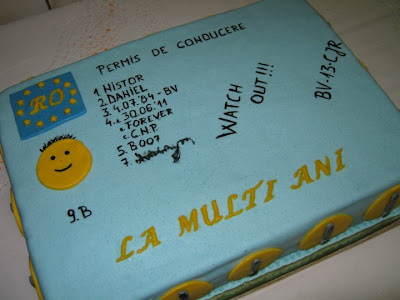 PERMIS DE CONDUCERE
RO
1. NISTOR
2. DANIEL
3. 4.07.'84.-BV
4. a. 30.06.'11
b. FOREVER
c. C.N.P.
5. B007
7.
9.B
WATCH OUT!!!
BV-13-CJR
LA MULTI ANI